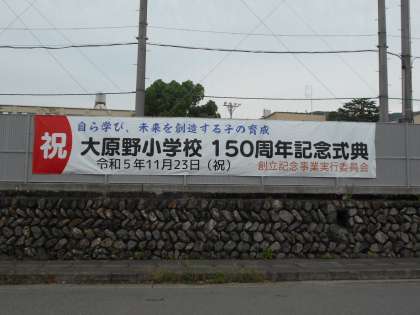 祝
自ら学び、未来を創造する子の育成
大原野小学校 150周年記念式典
令和5年11月23日（祝） 創立記念事業実行委員会